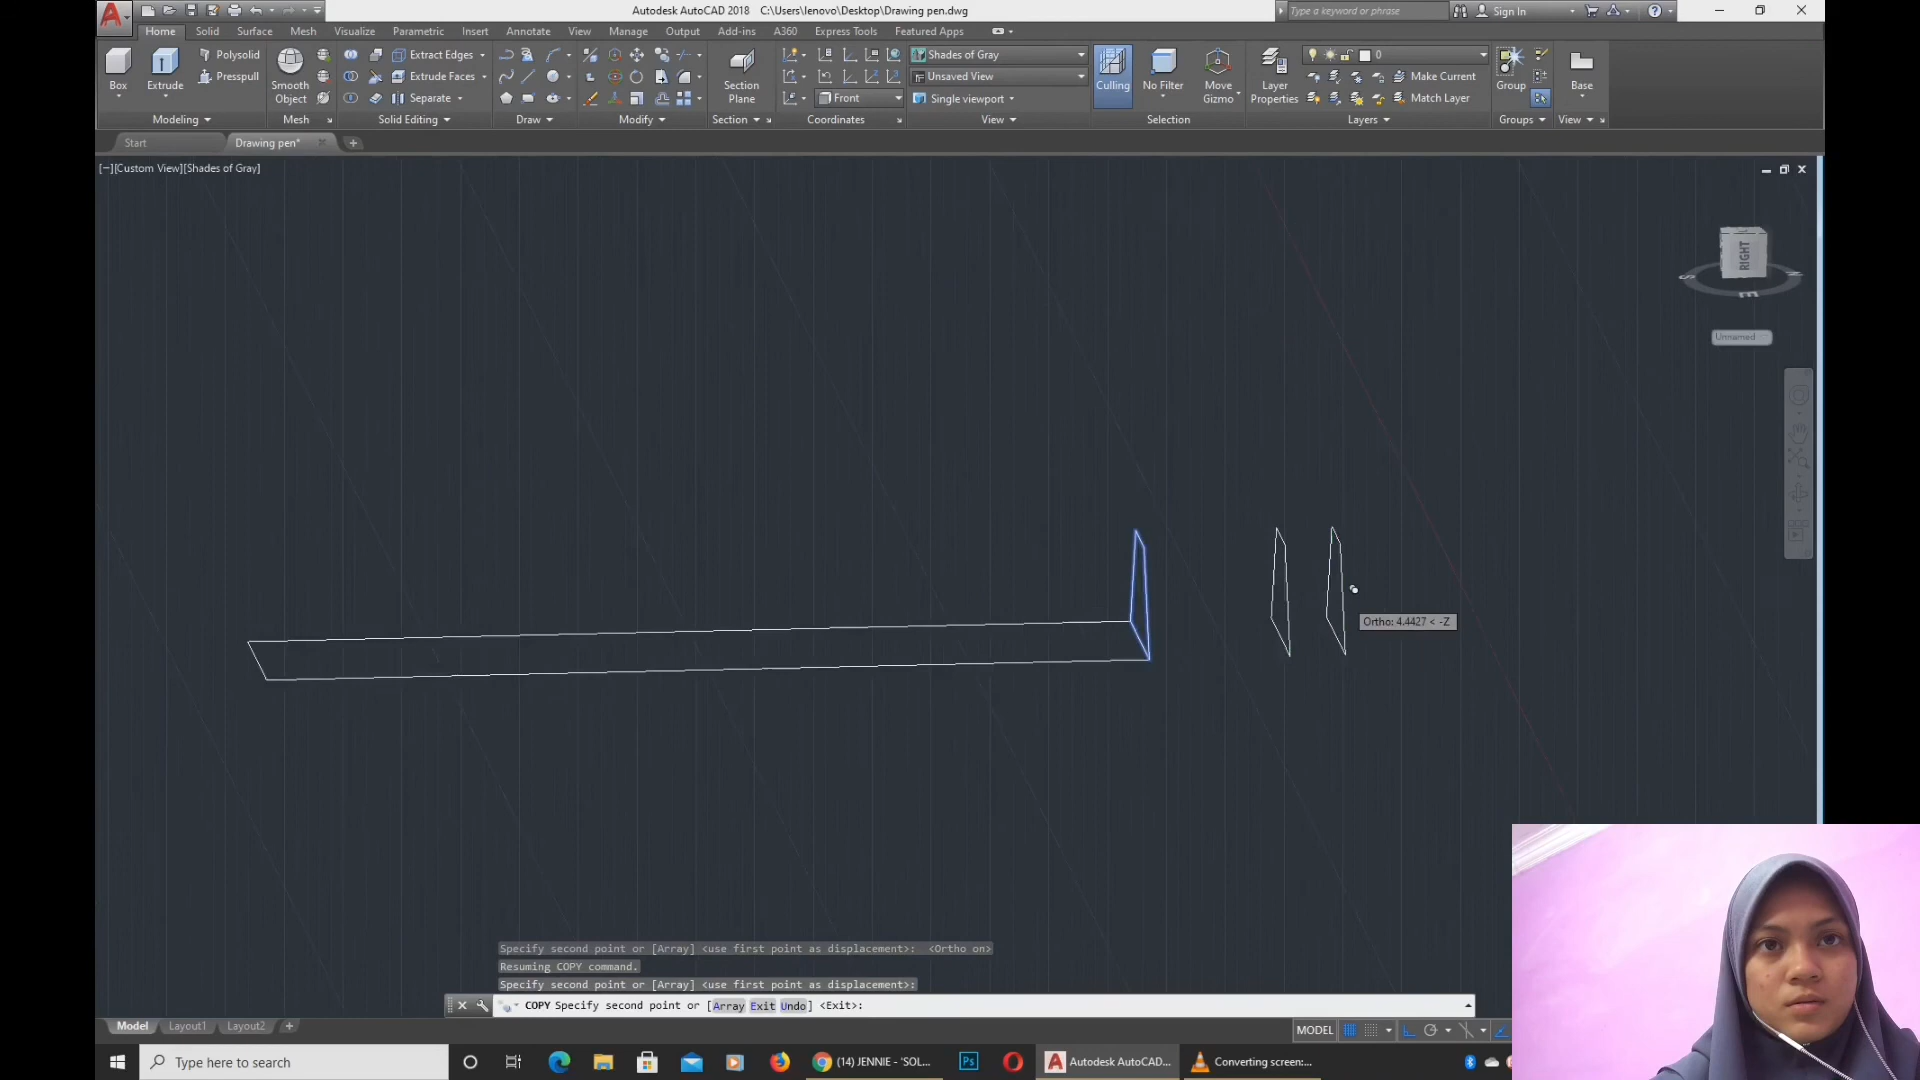 Autodesk AutoCAD 2018 C:\Users\lenovo\Desktop\Drawing pen.dwg
Type a keyword or phrase
Sign In
Home Solid Surface Mesh Visualize Parametric Insert Annotate View Manage Output Add-ins A360 Express Tools Featured Apps
Box
Extrude
Polysolid
Presspull
Modeling
Smooth Object
Mesh
Extract Edges
Extrude Faces
Separate
Solid Editing
Draw
Modify
Section Plane
Section
Front
Coordinates
Shades of Gray
Unsaved View
Single viewport
View
Culling
No Filter
Move Gizmo
Selection
Layer Properties
0
Make Current
Match Layer
Layers
Group
Groups
Base
View
Start
Drawing pen*
[−][Custom View][Shades of Gray]
RIGHT
S
E
N
Unnamed
Ortho: 4.4427 < -Z
Specify second point or [Array] <use first point as displacement>: <Ortho on>
Resuming COPY command.
Specify second point or [Array] <use first point as displacement>:
COPY Specify second point or [Array Exit Undo] <Exit>:
Model Layout1 Layout2
MODEL
Type here to search
(14) JENNIE - 'SOL...
Ps
Autodesk AutoCAD...
Converting screen:...